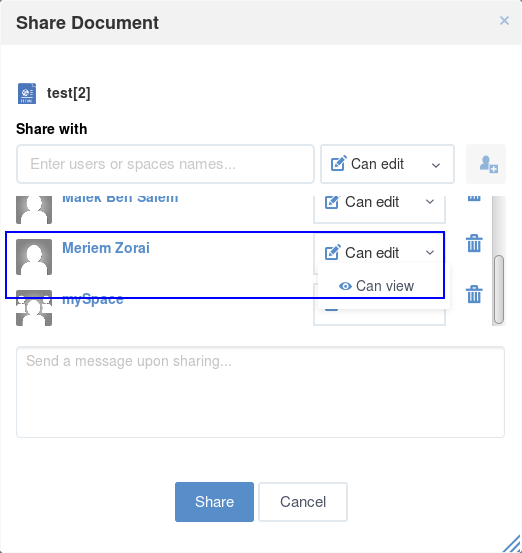 Share Document
×
test[2]
Share with
Enter users or spaces names...
Can edit
Malek Ben Salem
Can edit
Meriem Zorai
Can edit
Can view
mySpace
Send a message upon sharing...
Share
Cancel